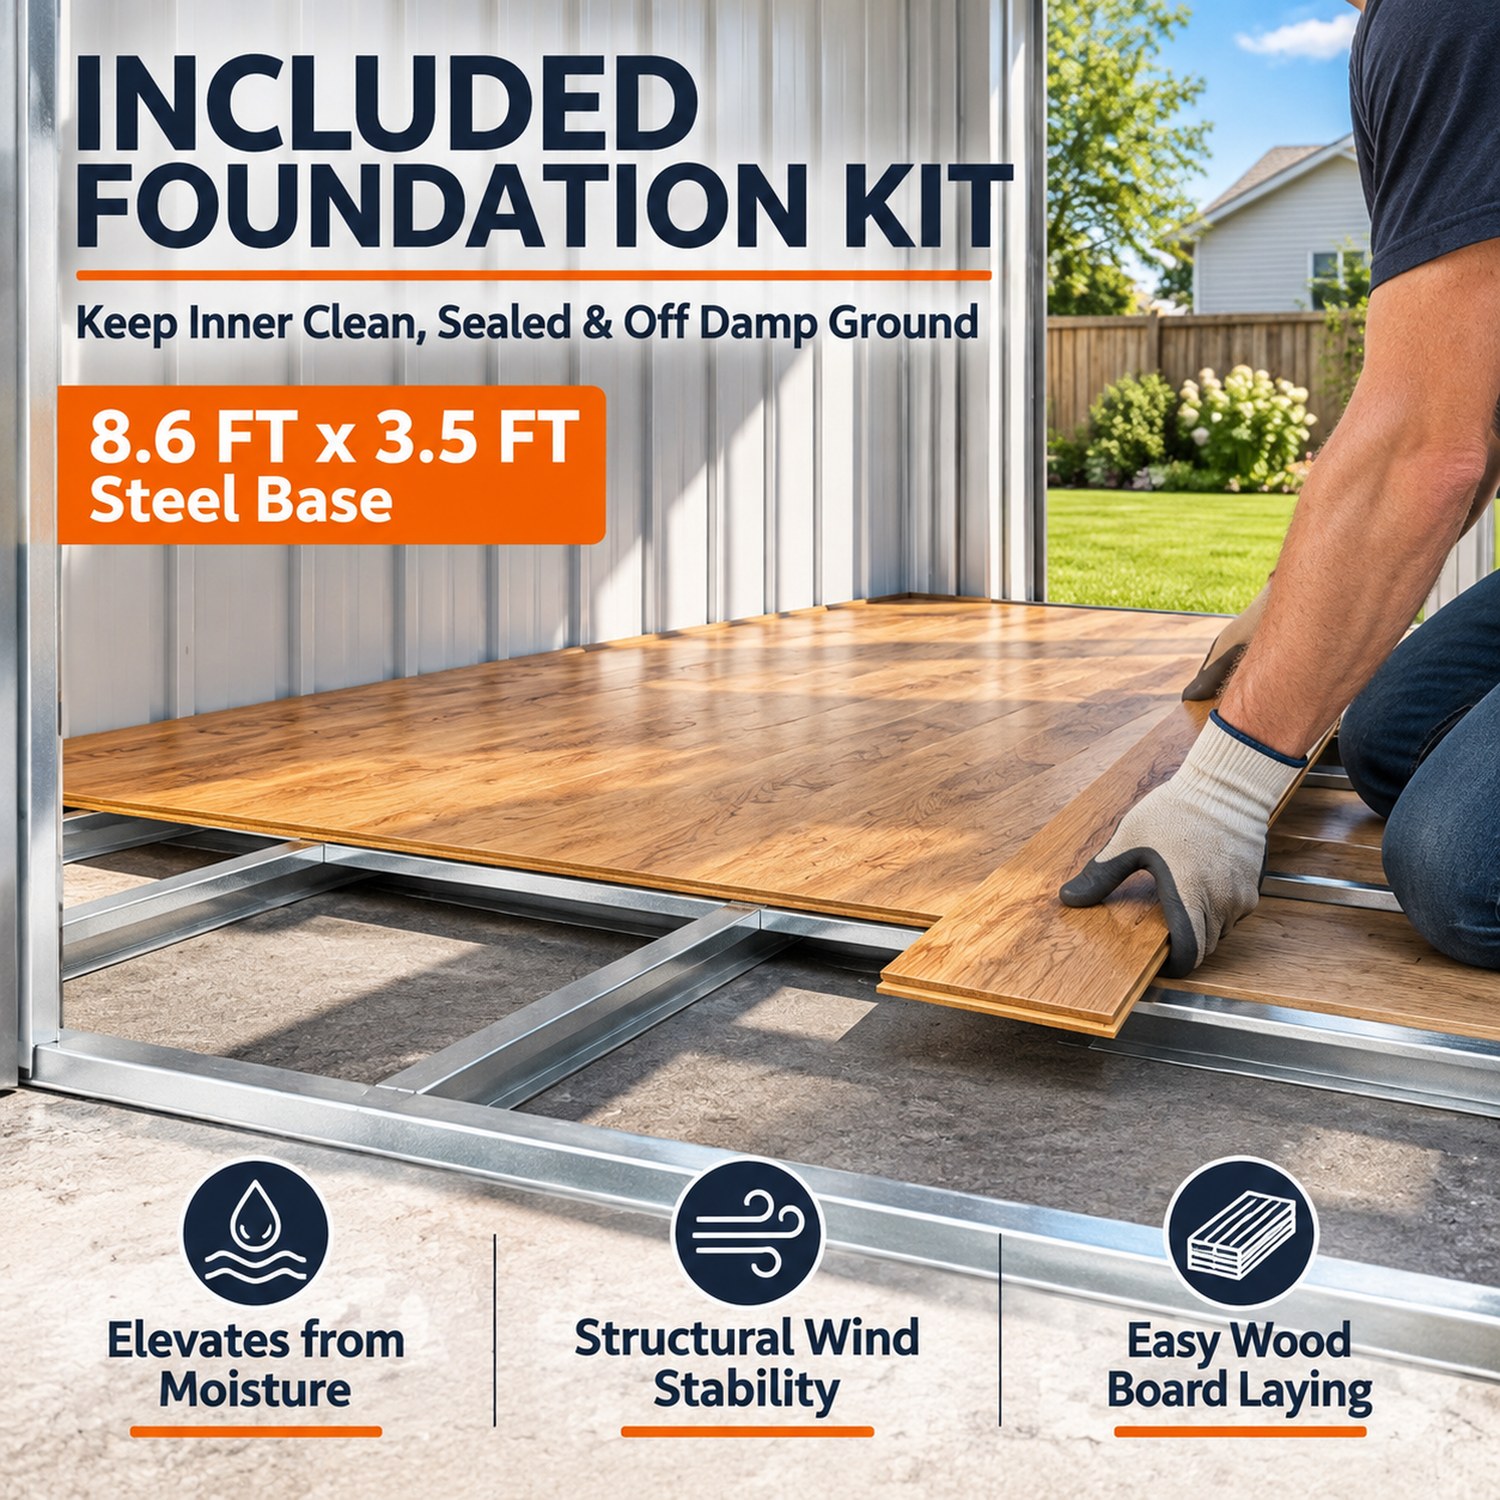 INCLUDED
FOUNDATION KIT
Keep Inner Clean, Sealed & Off Damp Ground
8.6 FT x 3.5 FT
Steel Base
Elevates from
Moisture
Structural Wind
Stability
Easy Wood
Board Laying